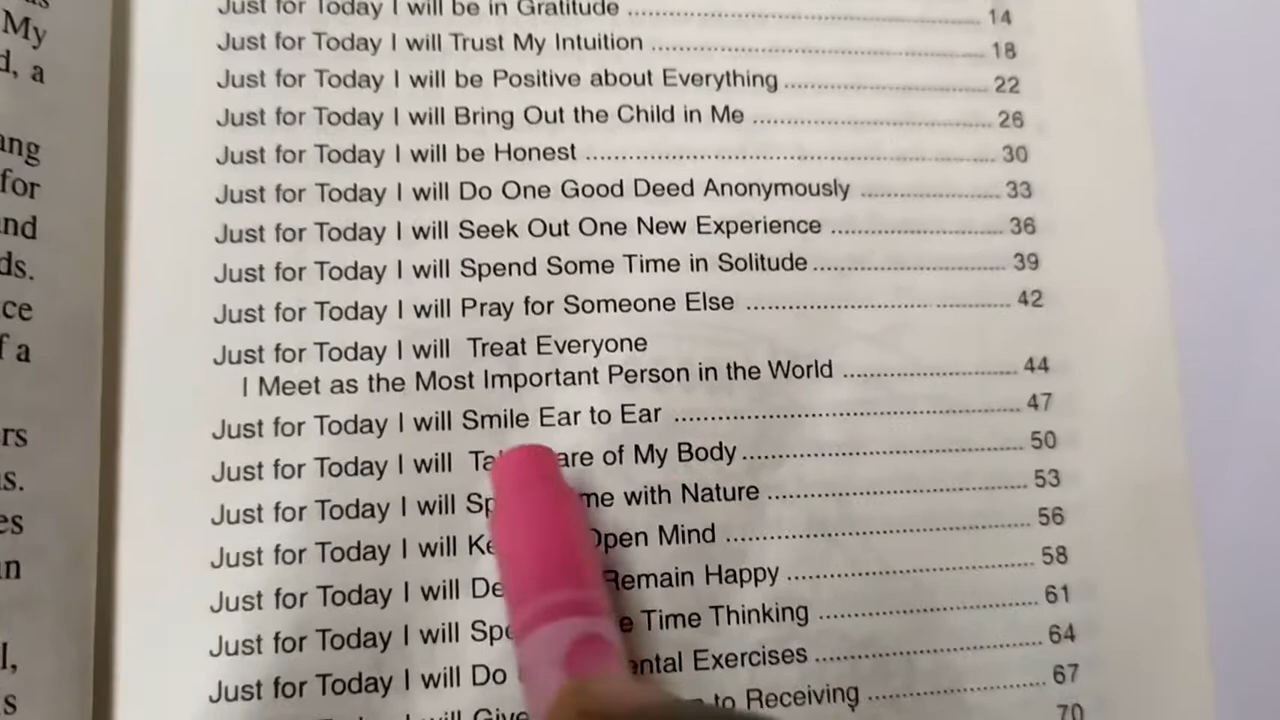 My
d, a
ang
for
nd
ds.
ce
f a
rs
s.
es
n
l,
s
Just for Today I will be in Gratitude .......... 14
Just for Today I will Trust My Intuition .......... 18
Just for Today I will be Positive about Everything .......... 22
Just for Today I will Bring Out the Child in Me .......... 26
Just for Today I will be Honest .......... 30
Just for Today I will Do One Good Deed Anonymously .......... 33
Just for Today I will Seek Out One New Experience .......... 36
Just for Today I will Spend Some Time in Solitude .......... 39
Just for Today I will Pray for Someone Else .......... 42
Just for Today I will Treat Everyone
I Meet as the Most Important Person in the World .......... 44
Just for Today I will Smile Ear to Ear .......... 47
Just for Today I will of My Body .......... 50
Just for Today I will with Nature .......... 53
Just for Today I will Open Mind .......... 56
Just for Today I will Remain Happy .......... 58
Just for Today I will Time Thinking .......... 61
Just for Today I will Do Exercises .......... 64
will to Receiving .......... 67
70